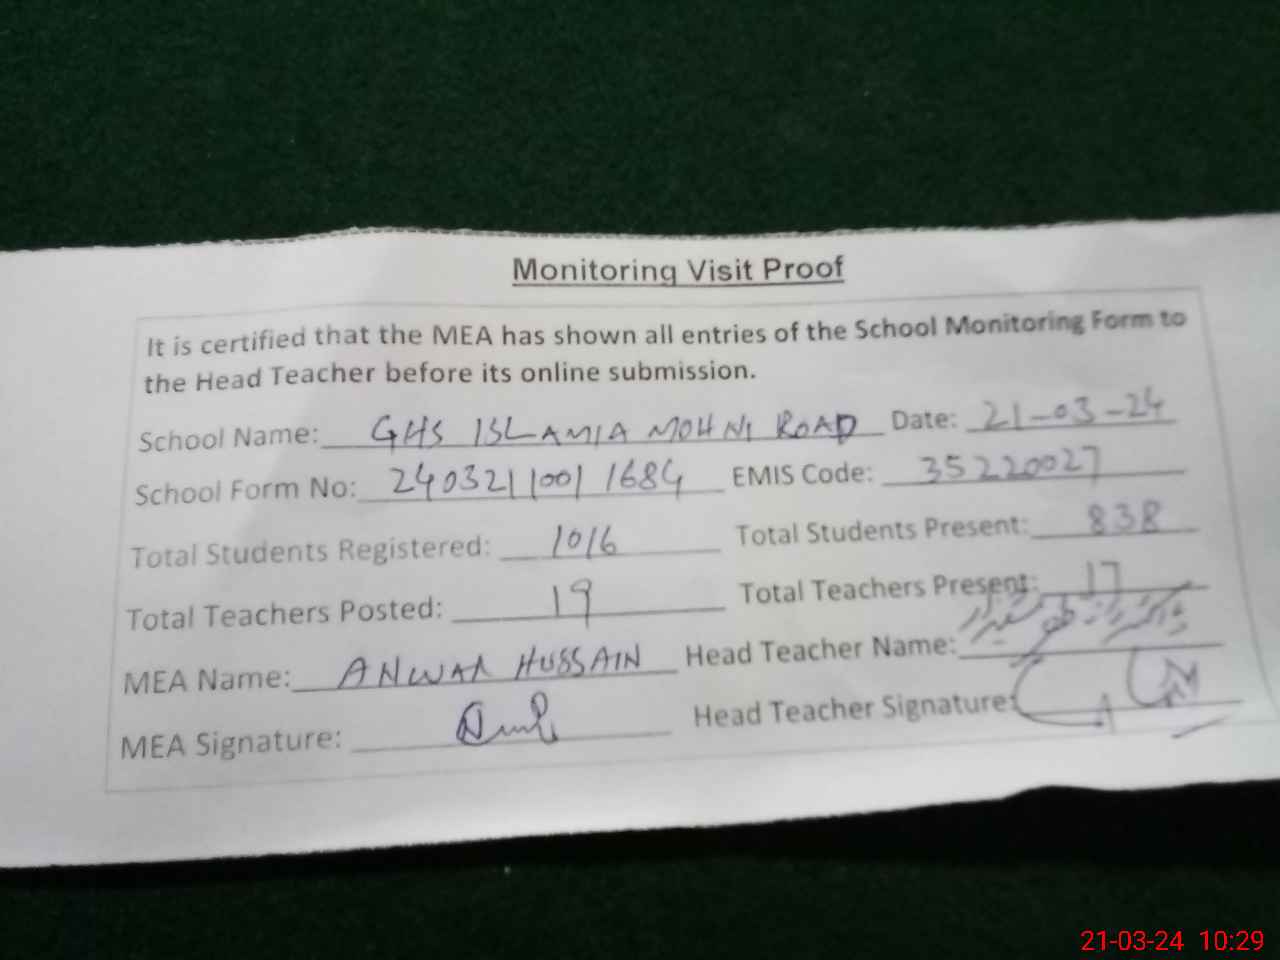 Monitoring Visit Proof
It is certified that the MEA has shown all entries of the School Monitoring Form to
the Head Teacher before its online submission.
School Name: GHS ISLAMIA MOHNI ROAD Date: 21-03-24
School Form No: 24032110011684 EMIS Code: 35220027
Total Students Registered: 1016 Total Students Present: 838
Total Teachers Posted: 19 Total Teachers Present: 17
MEA Name: ANWAR HUSSAIN Head Teacher Name:
MEA Signature: Head Teacher Signature:
21-03-24 10:29